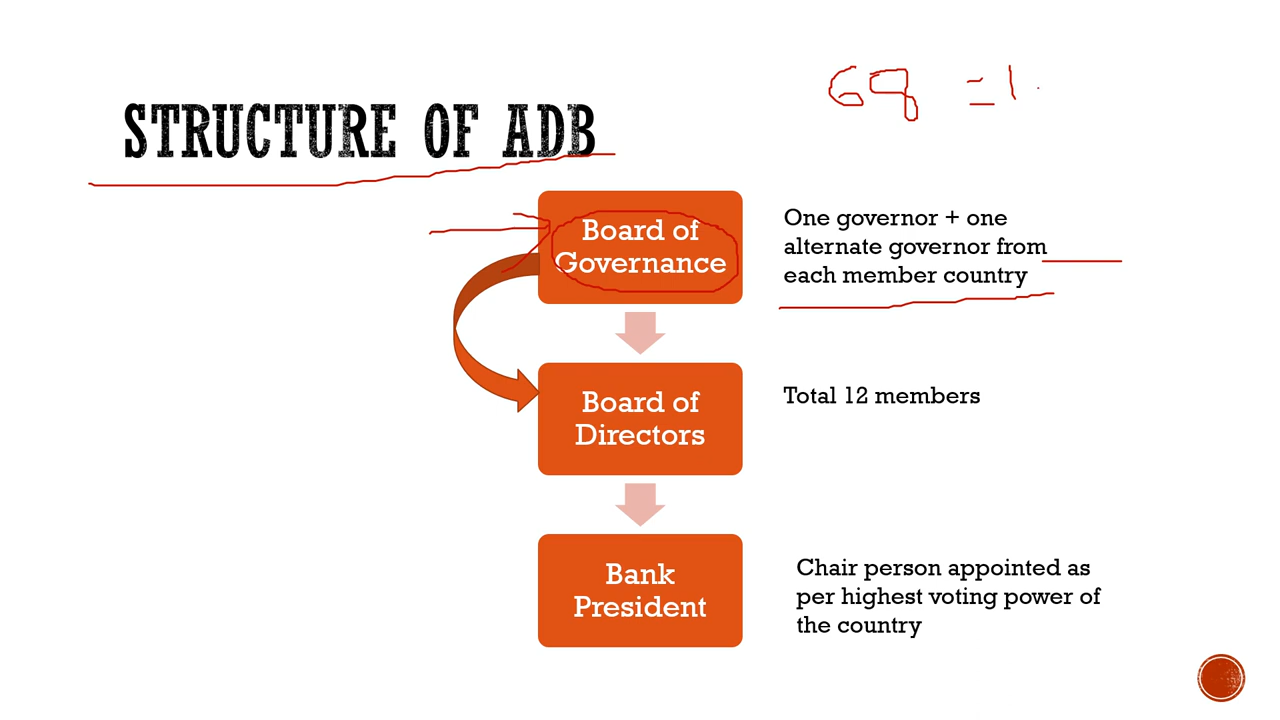 69 = 1
STRUCTURE OF ADB
Board of
Governance
One governor + one
alternate governor from
each member country
Board of
Directors
Total 12 members
Bank
President
Chair person appointed as
per highest voting power of
the country